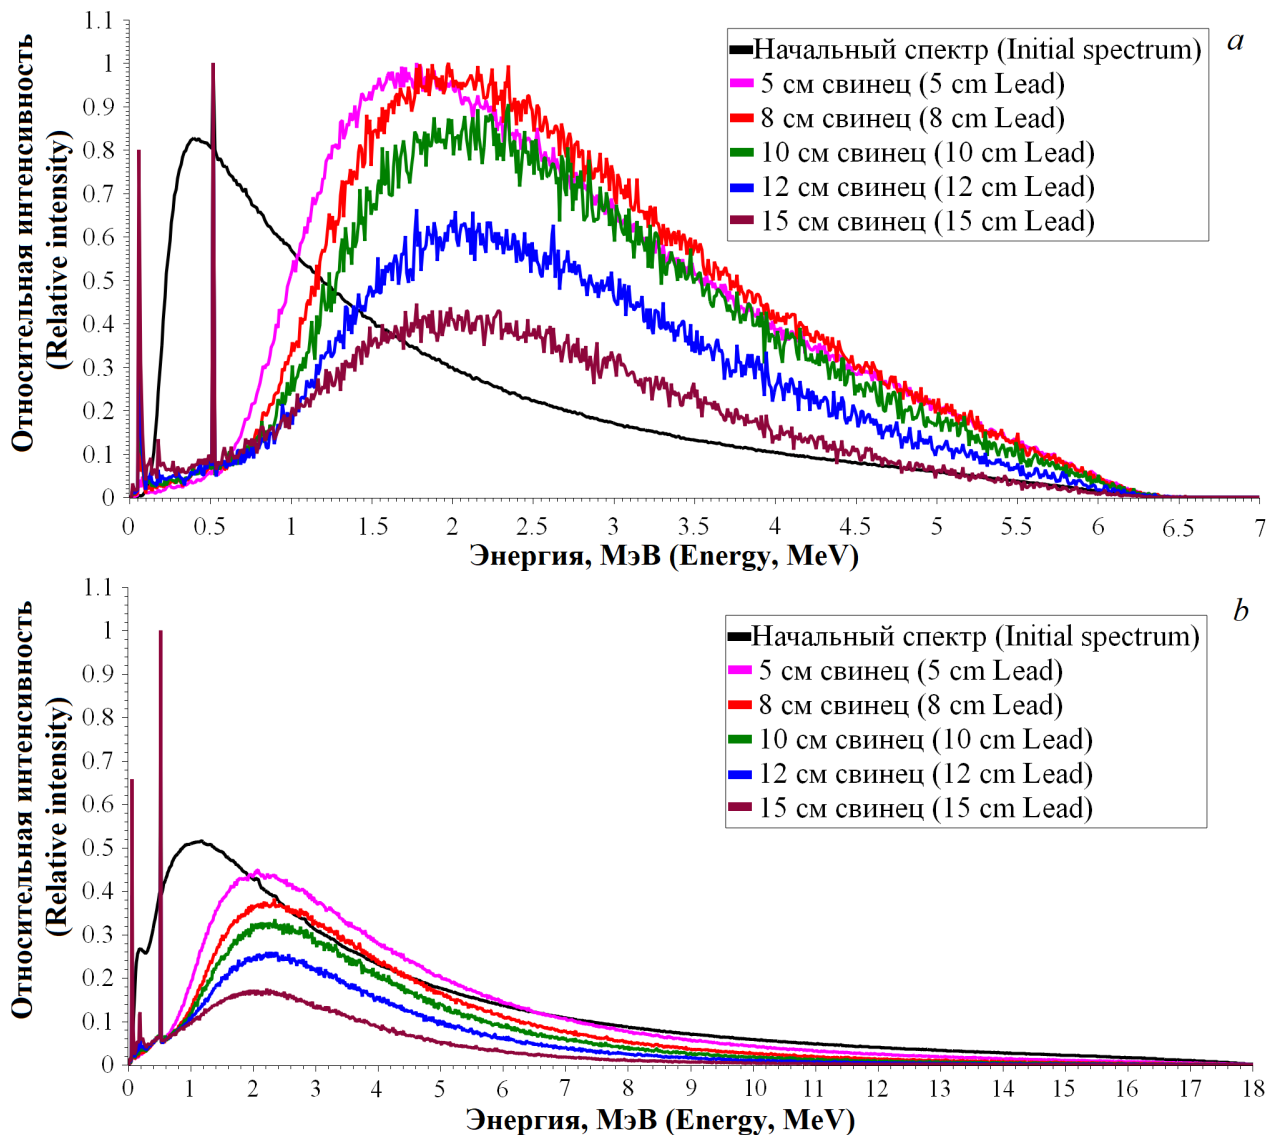 a
Относительная интенсивность
(Relative intensity)
1.1
1
0.9
0.8
0.7
0.6
0.5
0.4
0.3
0.2
0.1
0
Начальный спектр (Initial spectrum)
5 см свинец (5 cm Lead)
8 см свинец (8 cm Lead)
10 см свинец (10 cm Lead)
12 см свинец (12 cm Lead)
15 см свинец (15 cm Lead)
0 0.5 1 1.5 2 2.5 3 3.5 4 4.5 5 5.5 6 6.5 7
Энергия, МэВ (Energy, MeV)
b
Относительная интенсивность
(Relative intensity)
1.1
1
0.9
0.8
0.7
0.6
0.5
0.4
0.3
0.2
0.1
0
Начальный спектр (Initial spectrum)
5 см свинец (5 cm Lead)
8 см свинец (8 cm Lead)
10 см свинец (10 cm Lead)
12 см свинец (12 cm Lead)
15 см свинец (15 cm Lead)
0 1 2 3 4 5 6 7 8 9 10 11 12 13 14 15 16 17 18
Энергия, МэВ (Energy, MeV)